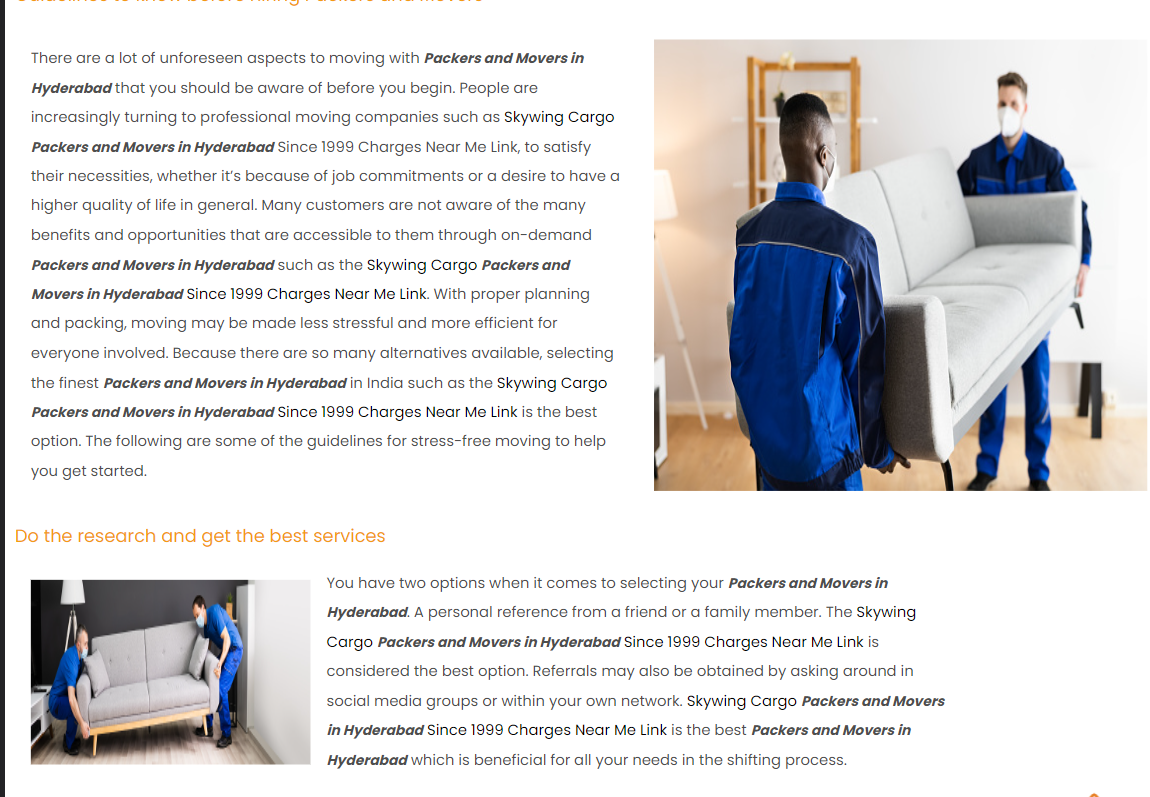 Guidelines to know before hiring Packers and Movers
There are a lot of unforeseen aspects to moving with Packers and Movers in
Hyderabad that you should be aware of before you begin. People are
increasingly turning to professional moving companies such as Skywing Cargo
Packers and Movers in Hyderabad Since 1999 Charges Near Me Link, to satisfy
their necessities, whether it’s because of job commitments or a desire to have a
higher quality of life in general. Many customers are not aware of the many
benefits and opportunities that are accessible to them through on-demand
Packers and Movers in Hyderabad such as the Skywing Cargo Packers and
Movers in Hyderabad Since 1999 Charges Near Me Link. With proper planning
and packing, moving may be made less stressful and more efficient for
everyone involved. Because there are so many alternatives available, selecting
the finest Packers and Movers in Hyderabad in India such as the Skywing Cargo
Packers and Movers in Hyderabad Since 1999 Charges Near Me Link is the best
option. The following are some of the guidelines for stress-free moving to help
you get started.
Do the research and get the best services
You have two options when it comes to selecting your Packers and Movers in
Hyderabad. A personal reference from a friend or a family member. The Skywing
Cargo Packers and Movers in Hyderabad Since 1999 Charges Near Me Link is
considered the best option. Referrals may also be obtained by asking around in
social media groups or within your own network. Skywing Cargo Packers and Movers
in Hyderabad Since 1999 Charges Near Me Link is the best Packers and Movers in
Hyderabad which is beneficial for all your needs in the shifting process.